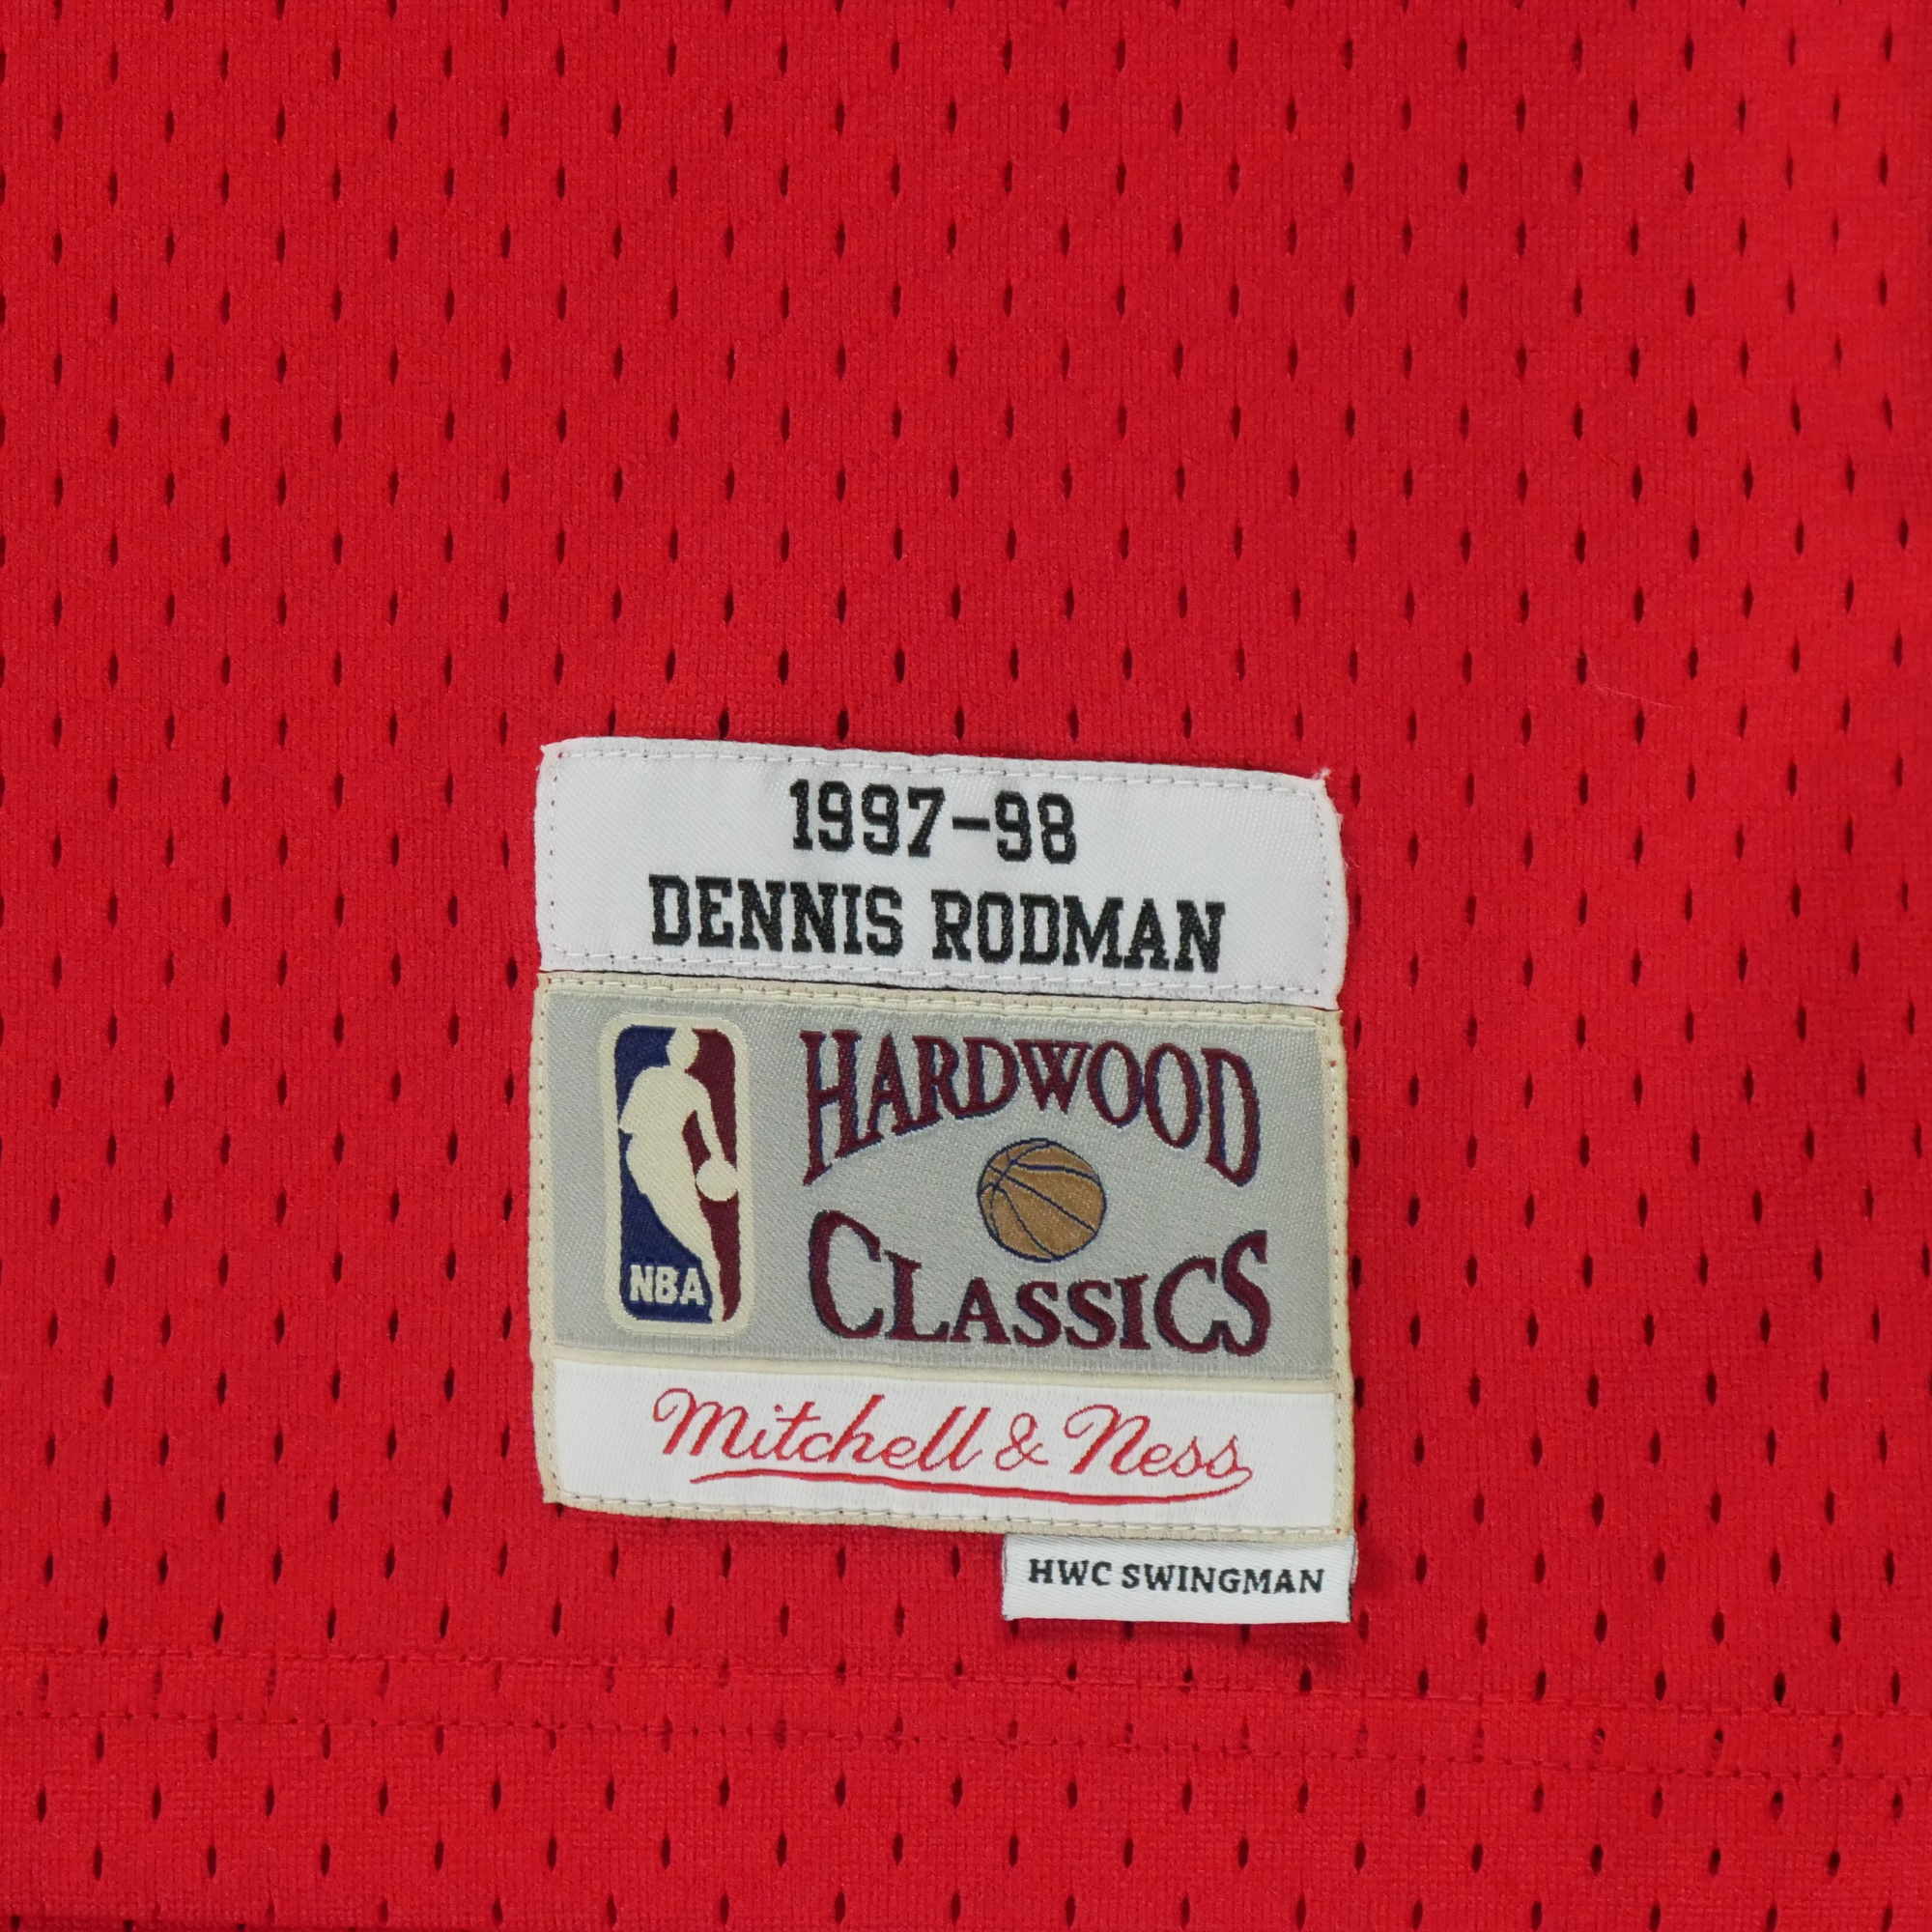 1997-98
DENNIS RODMAN
HARDWOOD
CLASSICS
NBA
Mitchell & Ness
HWC SWINGMAN